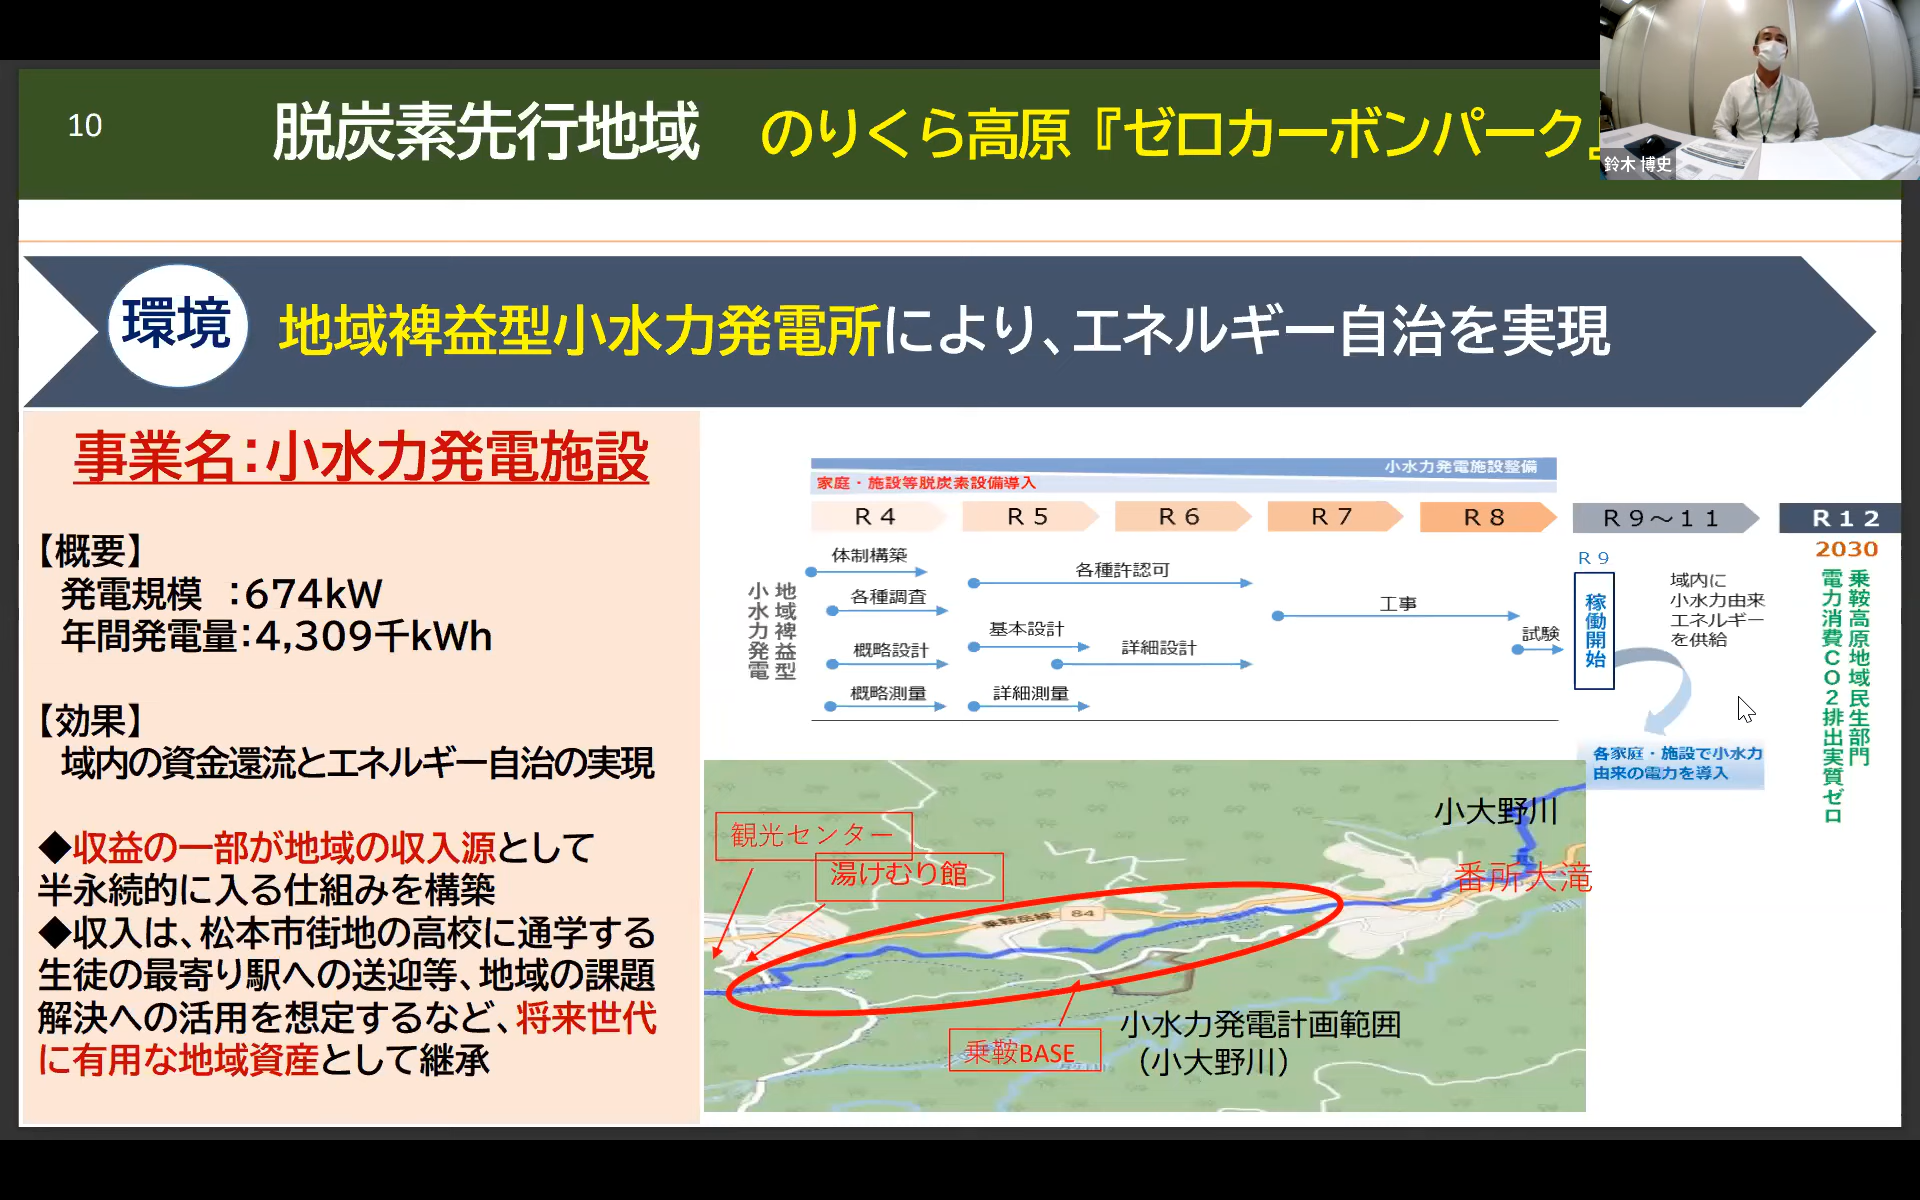 10
脱炭素先行地域 のりくら高原『ゼロカーボンパーク』
鈴木 博史
環境
地域裨益型小水力発電所により、エネルギー自治を実現
事業名：小水力発電施設
【概要】
発電規模 ：674kW
年間発電量：4,309千kWh
【効果】
域内の資金還流とエネルギー自治の実現
◆収益の一部が地域の収入源として
半永続的に入る仕組みを構築
◆収入は、松本市街地の高校に通学する
生徒の最寄り駅への送迎等、地域の課題
解決への活用を想定するなど、将来世代
に有用な地域資産として継承
小水力発電施設整備
家庭・施設等脱炭素設備導入
R4
R5
R6
R7
R8
R9～11
R12
2030
地域裨益型
小水力発電
体制構築
各種調査
概略設計
概略測量
各種許認可
基本設計
詳細設計
詳細測量
工事
試験
R9
稼働開始
域内に
小水力由来
エネルギー
を供給
各家庭・施設で小水力
由来の電力を導入
乗鞍高原地域民生部門
電力消費CO2排出実質ゼロ
観光センター
湯けむり館
乗鞍岳線
84
小大野川
番所大滝
乗鞍BASE
小水力発電計画範囲
（小大野川）